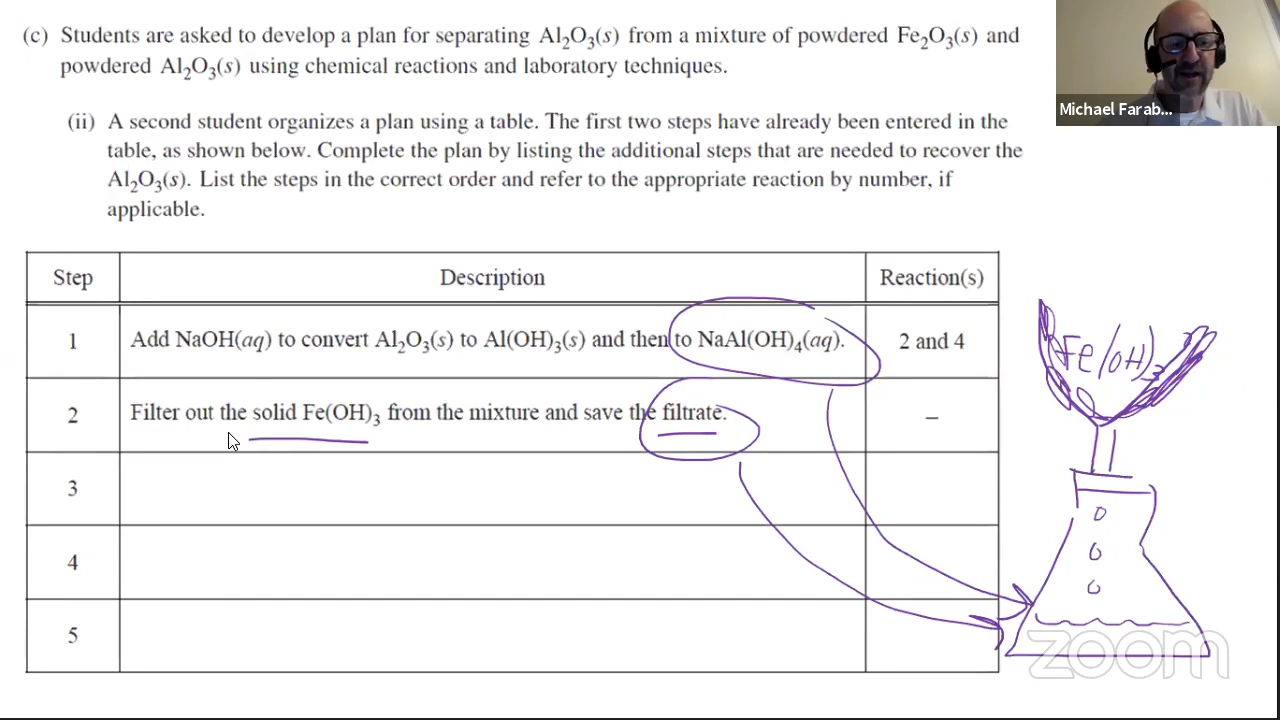 (c) Students are asked to develop a plan for separating Al₂O₃(s) from a mixture of powdered Fe₂O₃(s) and
powdered Al₂O₃(s) using chemical reactions and laboratory techniques.
Michael Farab...
(ii) A second student organizes a plan using a table. The first two steps have already been entered in the
table, as shown below. Complete the plan by listing the additional steps that are needed to recover the
Al₂O₃(s). List the steps in the correct order and refer to the appropriate reaction by number, if
applicable.
Step Description Reaction(s)
1 Add NaOH(aq) to convert Al₂O₃(s) to Al(OH)₃(s) and then to NaAl(OH)₄(aq). 2 and 4
Fe(OH)₃
2 Filter out the solid Fe(OH)₃ from the mixture and save the filtrate. –
3
4
5
zoom